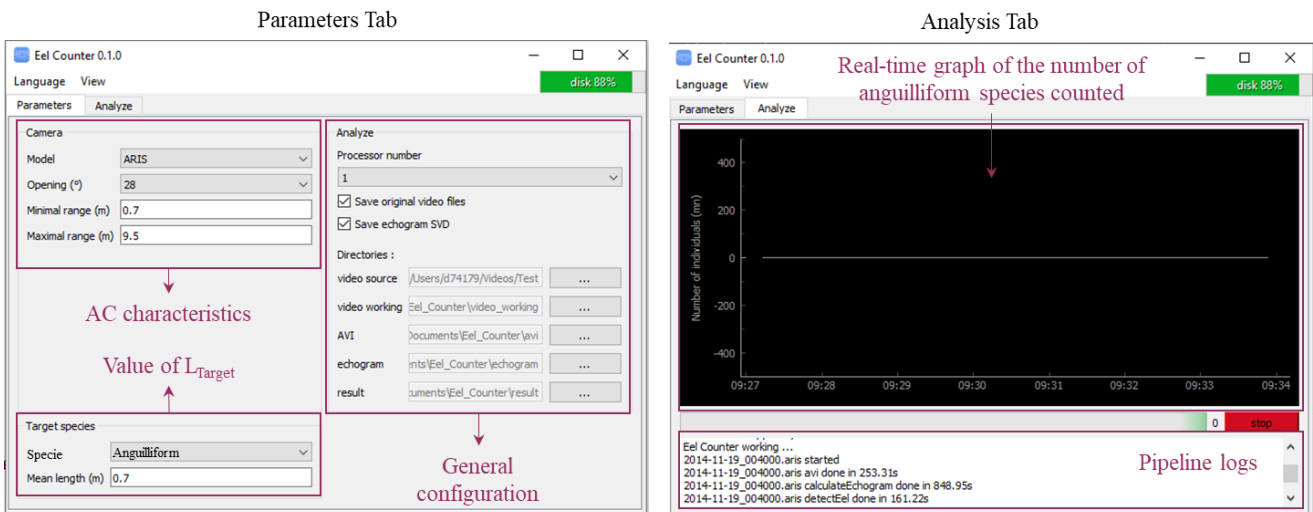 Parameters Tab
Eel Counter 0.1.0
Language View
disk 88%
Parameters Analyze
Camera
Model ARIS
Opening (º) 28
Minimal range (m) 0.7
Maximal range (m) 9.5
AC characteristics
Value of LTarget
Target species
Specie Anguilliform
Mean length (m) 0.7
Analyze
Processor number
1
Save original video files
Save echogram SVD
Directories :
video source /Users/d74179/Videos/Test ...
video working Eel_Counter\video_working ...
AVI Documents\Eel_Counter\avi ...
echogram ents\Eel_Counter\echogram ...
result cuments\Eel_Counter\result ...
General
configuration
Analysis Tab
Eel Counter 0.1.0
Language View
disk 88%
Parameters Analyze
Real-time graph of the number of
anguilliform species counted
Number of individuals (mn)
400
200
0
-200
-400
09:27 09:28 09:29 09:30 09:31 09:32 09:33 09:34
0 stop
Eel Counter working ...
2014-11-19_004000.aris started
2014-11-19_004000.aris avi done in 253.31s
2014-11-19_004000.aris calculateEchogram done in 848.95s
2014-11-19_004000.aris detectEel done in 161.22s
Pipeline logs